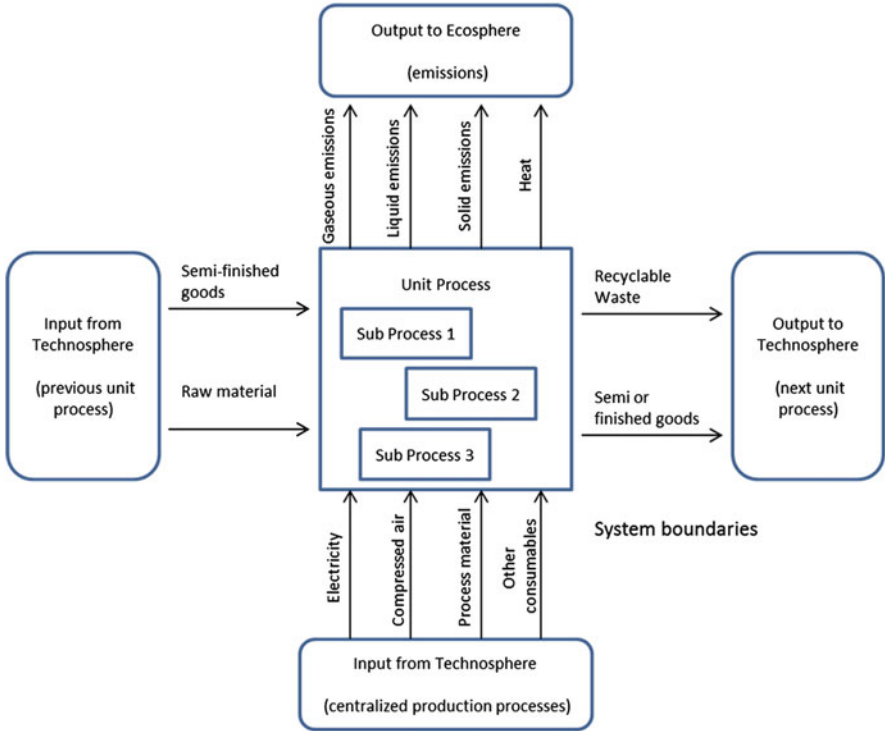 Output to Ecosphere
(emissions)
Gaseous emissions
Liquid emissions
Solid emissions
Heat
Input from
Technosphere
(previous unit
process)
Semi-finished
goods
Raw material
Unit Process
Sub Process 1
Sub Process 2
Sub Process 3
Recyclable
Waste
Semi or
finished goods
Output to
Technosphere
(next unit
process)
System boundaries
Electricity
Compressed air
Process material
Other
consumables
Input from Technosphere
(centralized production processes)